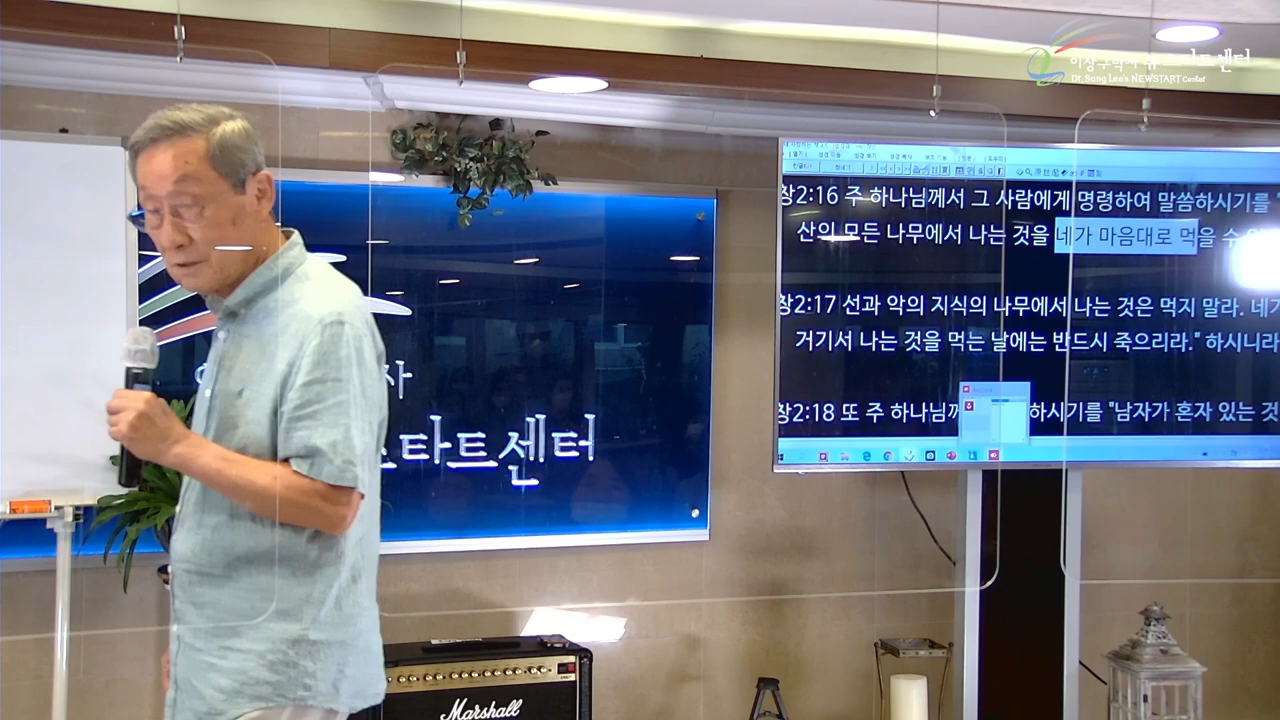 이상구박사 뉴스타트센터
Dr. Sang Lee's NEWSTART Center
창2:16 주 하나님께서 그 사람에게 명령하여 말씀하시기를 "
산의 모든 나무에서 나는 것을 네가 마음대로 먹을 수
창2:17 선과 악의 지식의 나무에서 나는 것은 먹지 말라. 네가
거기서 나는 것을 먹는 날에는 반드시 죽으리라." 하시니라
창2:18 또 주 하나님께 하시기를 "남자가 혼자 있는 것
사
스타트센터
Marshall